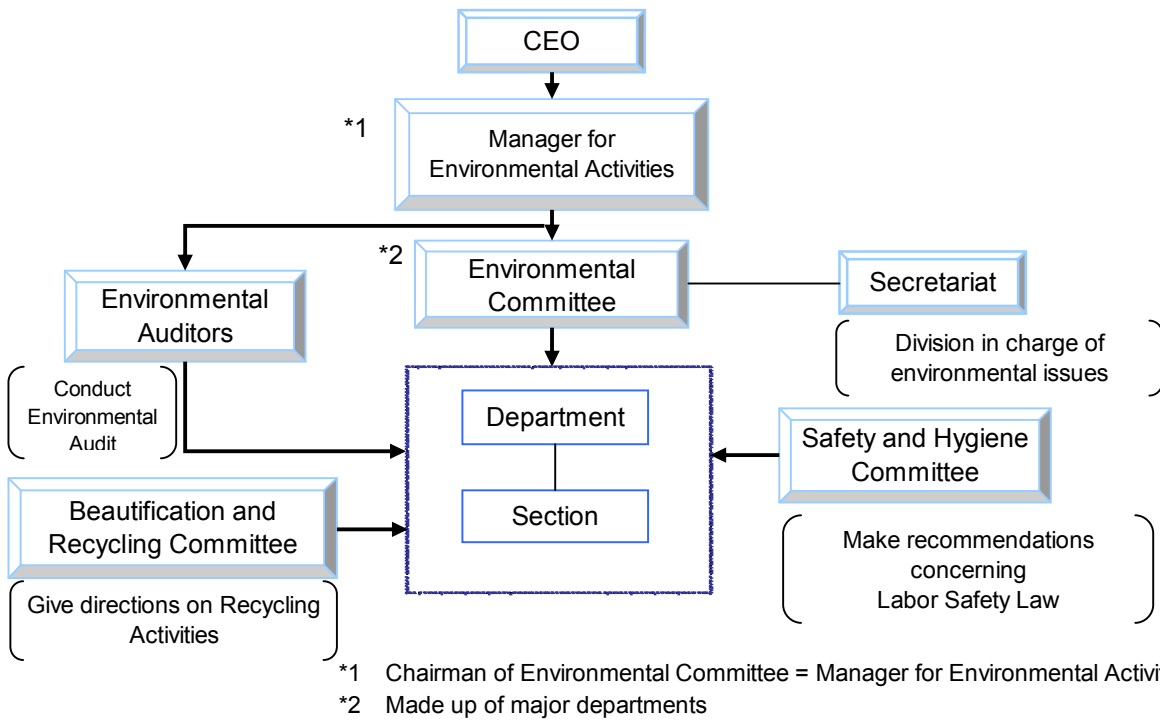 CEO
*1
Manager for
Environmental Activities
*2
Environmental
Committee
Secretariat
Division in charge of
environmental issues
Environmental
Auditors
Conduct
Environmental
Audit
Department
Section
Safety and Hygiene
Committee
Make recommendations
concerning
Labor Safety Law
Beautification and
Recycling Committee
Give directions on Recycling
Activities
*1 Chairman of Environmental Committee = Manager for Environmental Activi
*2 Made up of major departments